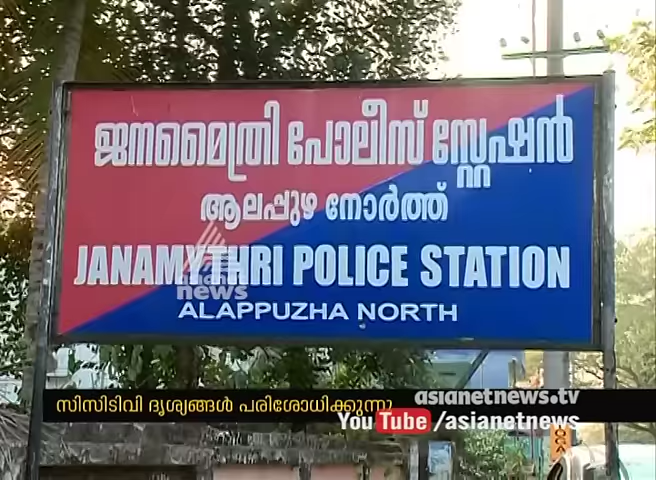 ജനമൈത്രി പോലീസ് സ്റ്റേഷൻ
ആലപ്പുഴ നോർത്ത്
JANAMYTHRI POLICE STATION
ALAPPUZHA NORTH
news
സിസിടിവി ദൃശ്യങ്ങൾ പരിശോധിക്കുന്നു
asianetnews.tv
YouTube /asianetnews